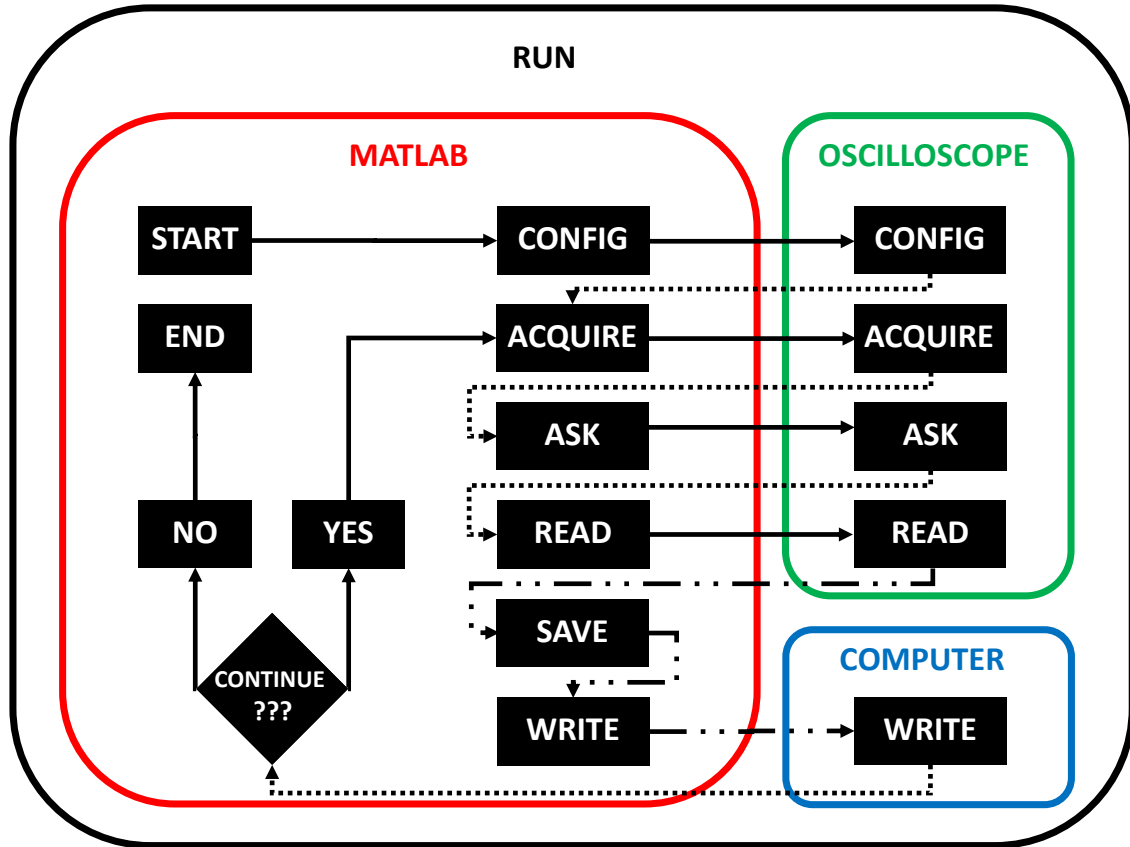 RUN
MATLAB
OSCILLOSCOPE
START
CONFIG
CONFIG
END
ACQUIRE
ACQUIRE
ASK
ASK
NO
YES
READ
READ
SAVE
COMPUTER
CONTINUE
???
WRITE
WRITE